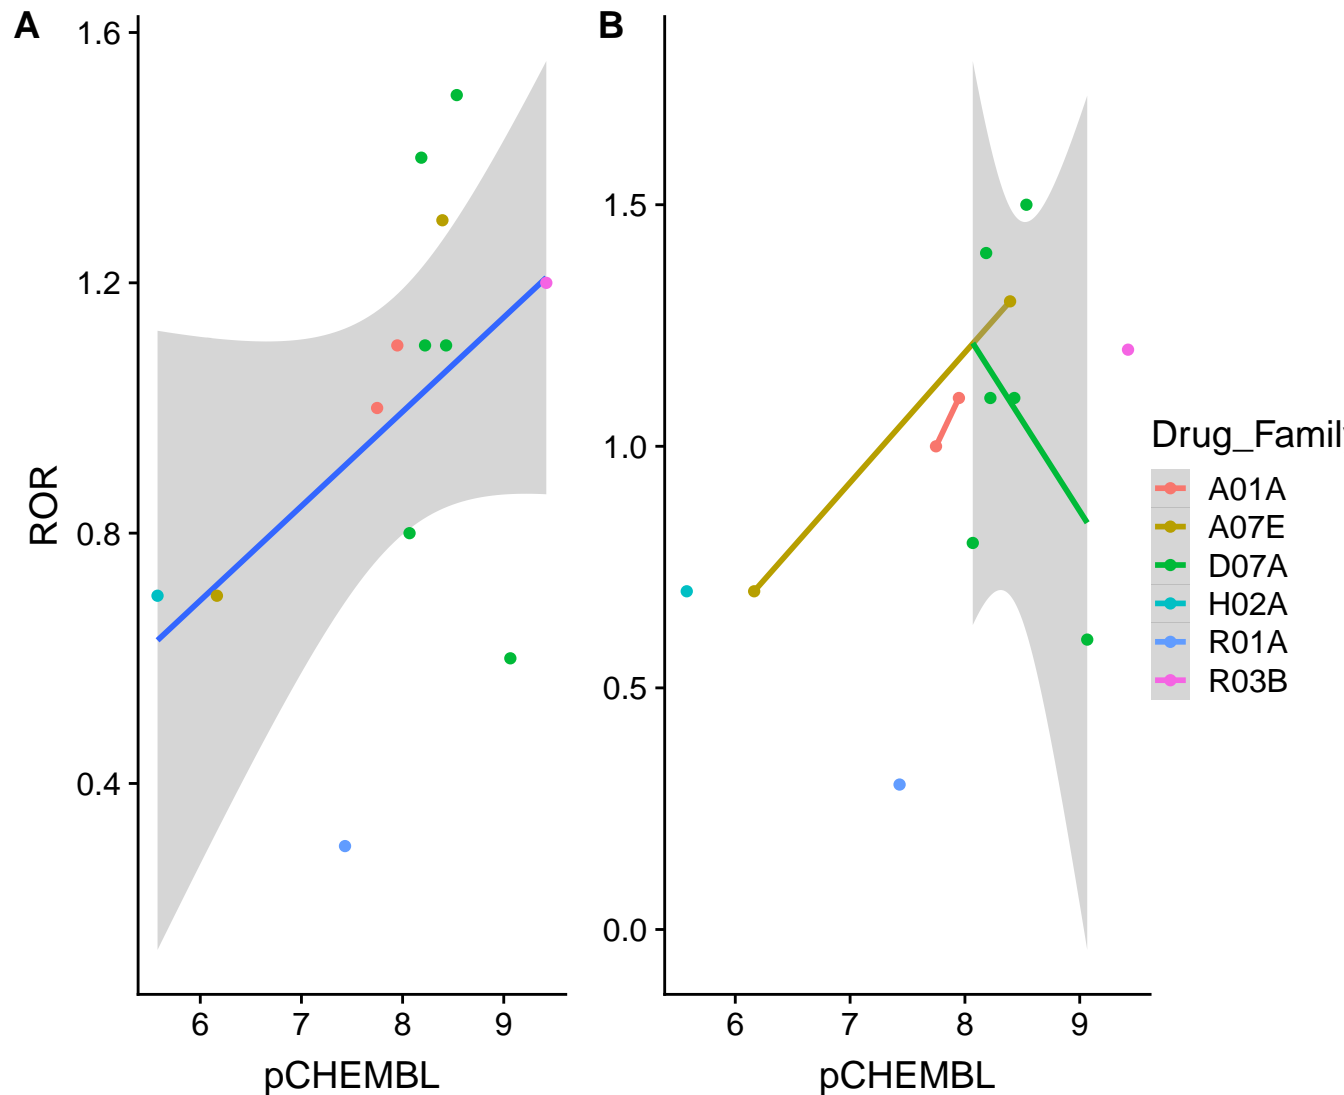 A
1.6
1.2
0.8
0.4
ROR
6 7 8 9
pCHEMBL
B
1.5
1.0
0.5
0.0
6 7 8 9
pCHEMBL
Drug_Famil
A01A
A07E
D07A
H02A
R01A
R03B